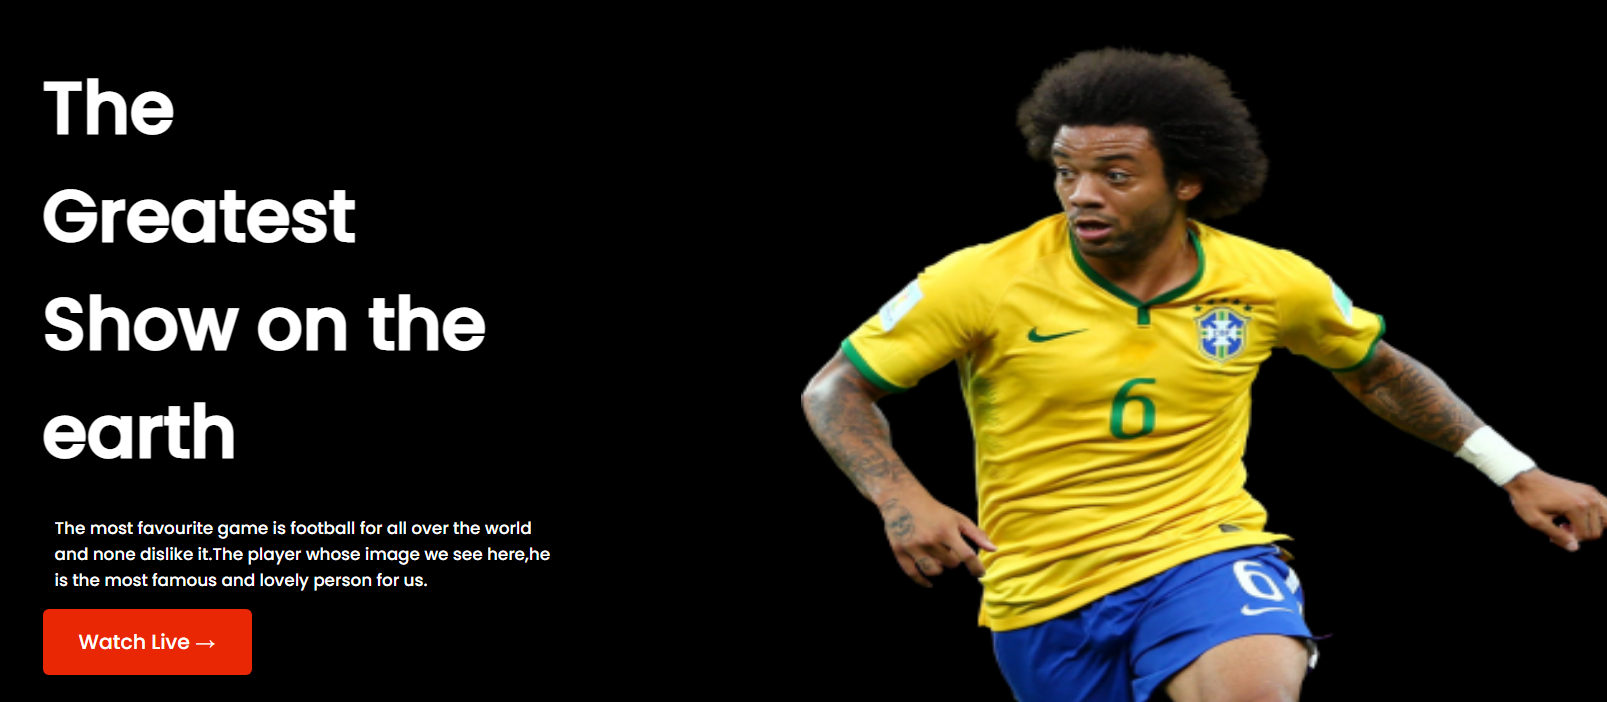 The
Greatest
Show on the
earth
The most favourite game is football for all over the world
and none dislike it.The player whose image we see here,he
is the most famous and lovely person for us.
Watch Live →
6
6